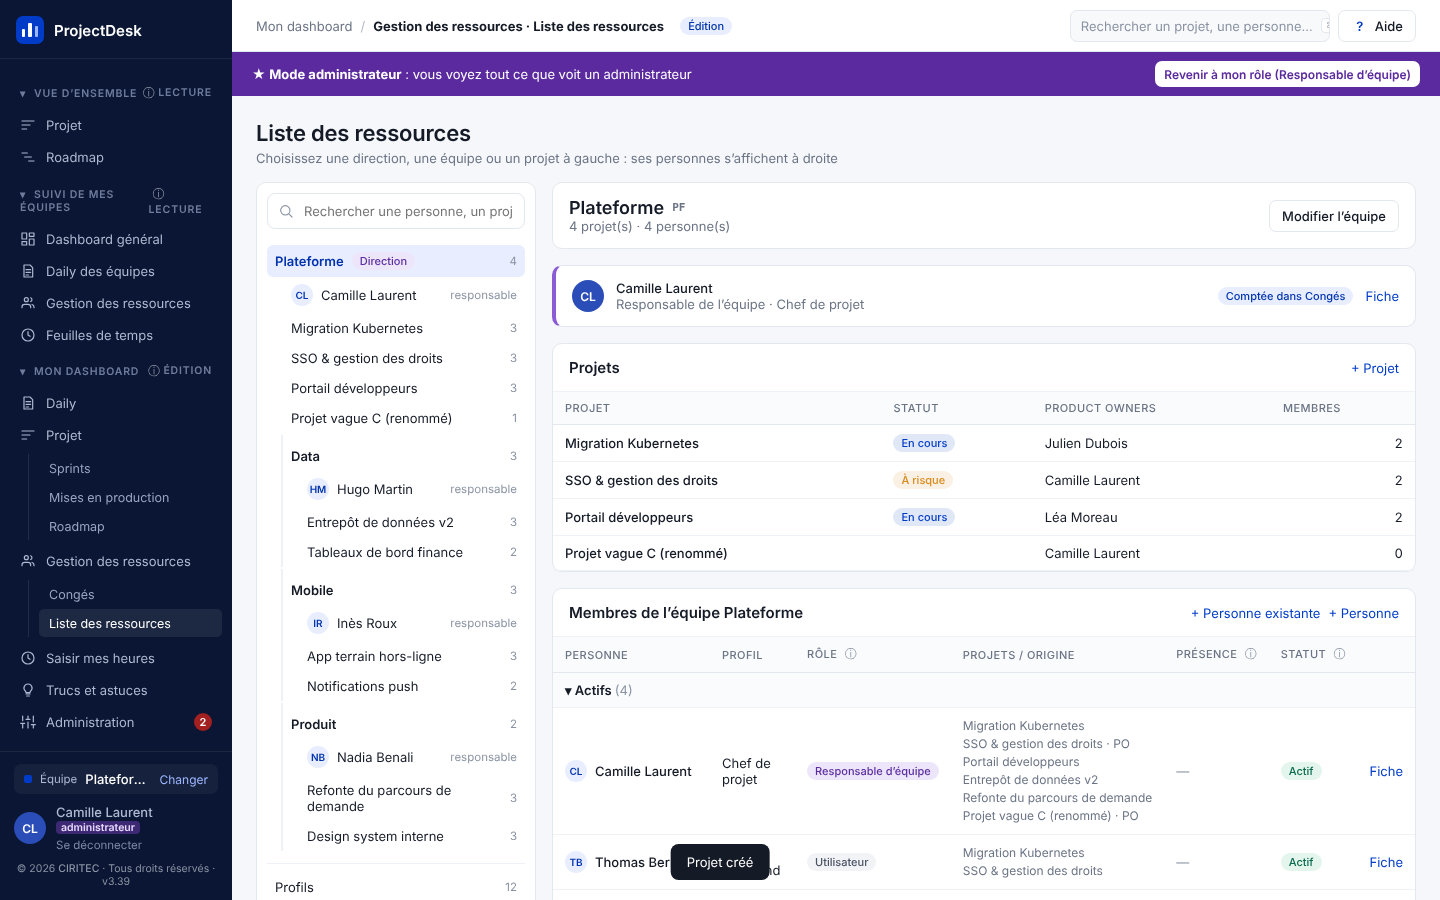 ProjectDesk
▾ VUE D'ENSEMBLE ⓘ LECTURE
Projet
Roadmap
▾ SUIVI DE MES ÉQUIPES ⓘ LECTURE
Dashboard général
Daily des équipes
Gestion des ressources
Feuilles de temps
▾ MON DASHBOARD ⓘ ÉDITION
Daily
Projet
Sprints
Mises en production
Roadmap
Gestion des ressources
Congés
Liste des ressources
Saisir mes heures
Trucs et astuces
Administration 2
Équipe Platefor... Changer
CL Camille Laurent
administrateur
Se déconnecter
© 2026 CIRITEC · Tous droits réservés ·
v3.39
Mon dashboard / Gestion des ressources · Liste des ressources Édition
Rechercher un projet, une personne...
? Aide
★ Mode administrateur : vous voyez tout ce que voit un administrateur
Revenir à mon rôle (Responsable d'équipe)
Liste des ressources
Choisissez une direction, une équipe ou un projet à gauche : ses personnes s'affichent à droite
Rechercher une personne, un proj
Plateforme Direction 4
CL Camille Laurent responsable
Migration Kubernetes 3
SSO & gestion des droits 3
Portail développeurs 3
Projet vague C (renommé) 1
Data 3
HM Hugo Martin responsable
Entrepôt de données v2 3
Tableaux de bord finance 2
Mobile 3
IR Inès Roux responsable
App terrain hors-ligne 3
Notifications push 2
Produit 2
NB Nadia Benali responsable
Refonte du parcours de
demande 3
Design system interne 3
Profils 12
Plateforme PF
4 projet(s) · 4 personne(s)
Modifier l'équipe
CL Camille Laurent
Responsable de l'équipe · Chef de projet
Comptée dans Congés Fiche
Projets + Projet
PROJET STATUT PRODUCT OWNERS MEMBRES
Migration Kubernetes En cours Julien Dubois 2
SSO & gestion des droits À risque Camille Laurent 2
Portail développeurs En cours Léa Moreau 2
Projet vague C (renommé) Camille Laurent 0
Membres de l'équipe Plateforme + Personne existante + Personne
PERSONNE PROFIL RÔLE ⓘ PROJETS / ORIGINE PRÉSENCE ⓘ STATUT ⓘ
▾ Actifs (4)
CL Camille Laurent
Chef de
projet
Responsable d'équipe
Migration Kubernetes
SSO & gestion des droits · PO
Portail développeurs
Entrepôt de données v2
Refonte du parcours de demande
Projet vague C (renommé) · PO
— Actif Fiche
TB Thomas Ber
nd
Utilisateur
Migration Kubernetes
SSO & gestion des droits
— Actif Fiche
Projet créé